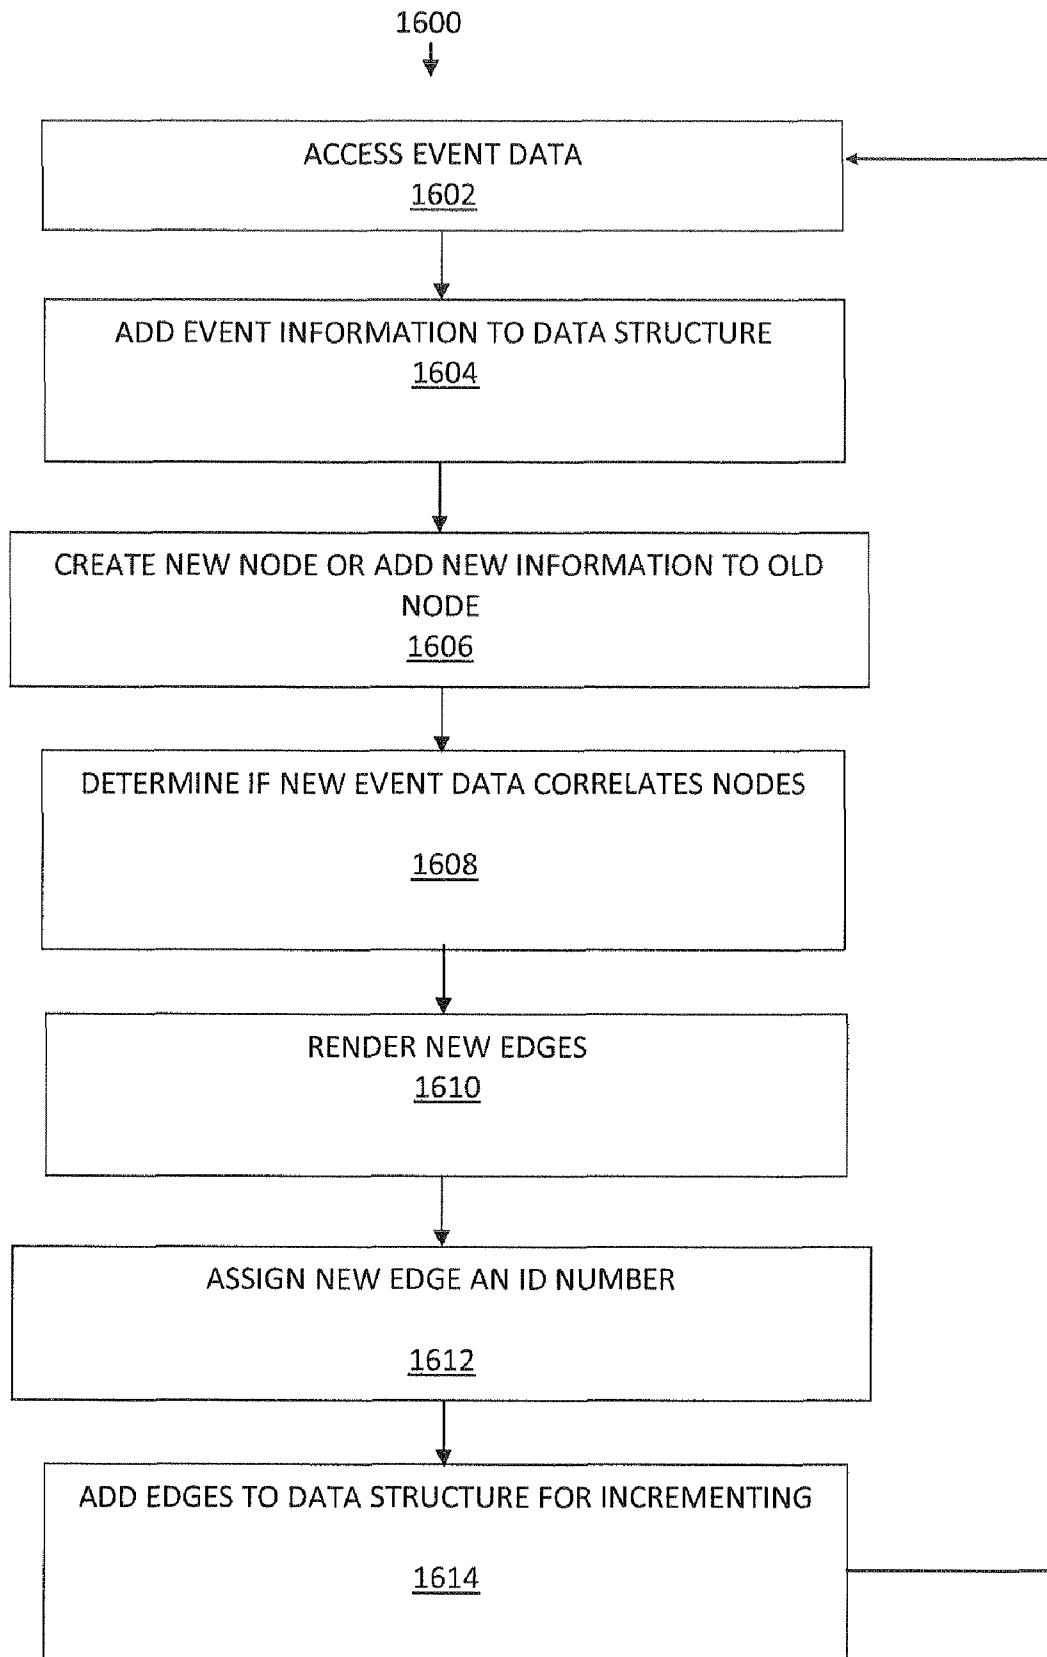 1600
ACCESS EVENT DATA
1602
ADD EVENT INFORMATION TO DATA STRUCTURE
1604
CREATE NEW NODE OR ADD NEW INFORMATION TO OLD
NODE
1606
DETERMINE IF NEW EVENT DATA CORRELATES NODES
1608
RENDER NEW EDGES
1610
ASSIGN NEW EDGE AN ID NUMBER
1612
ADD EDGES TO DATA STRUCTURE FOR INCREMENTING
1614